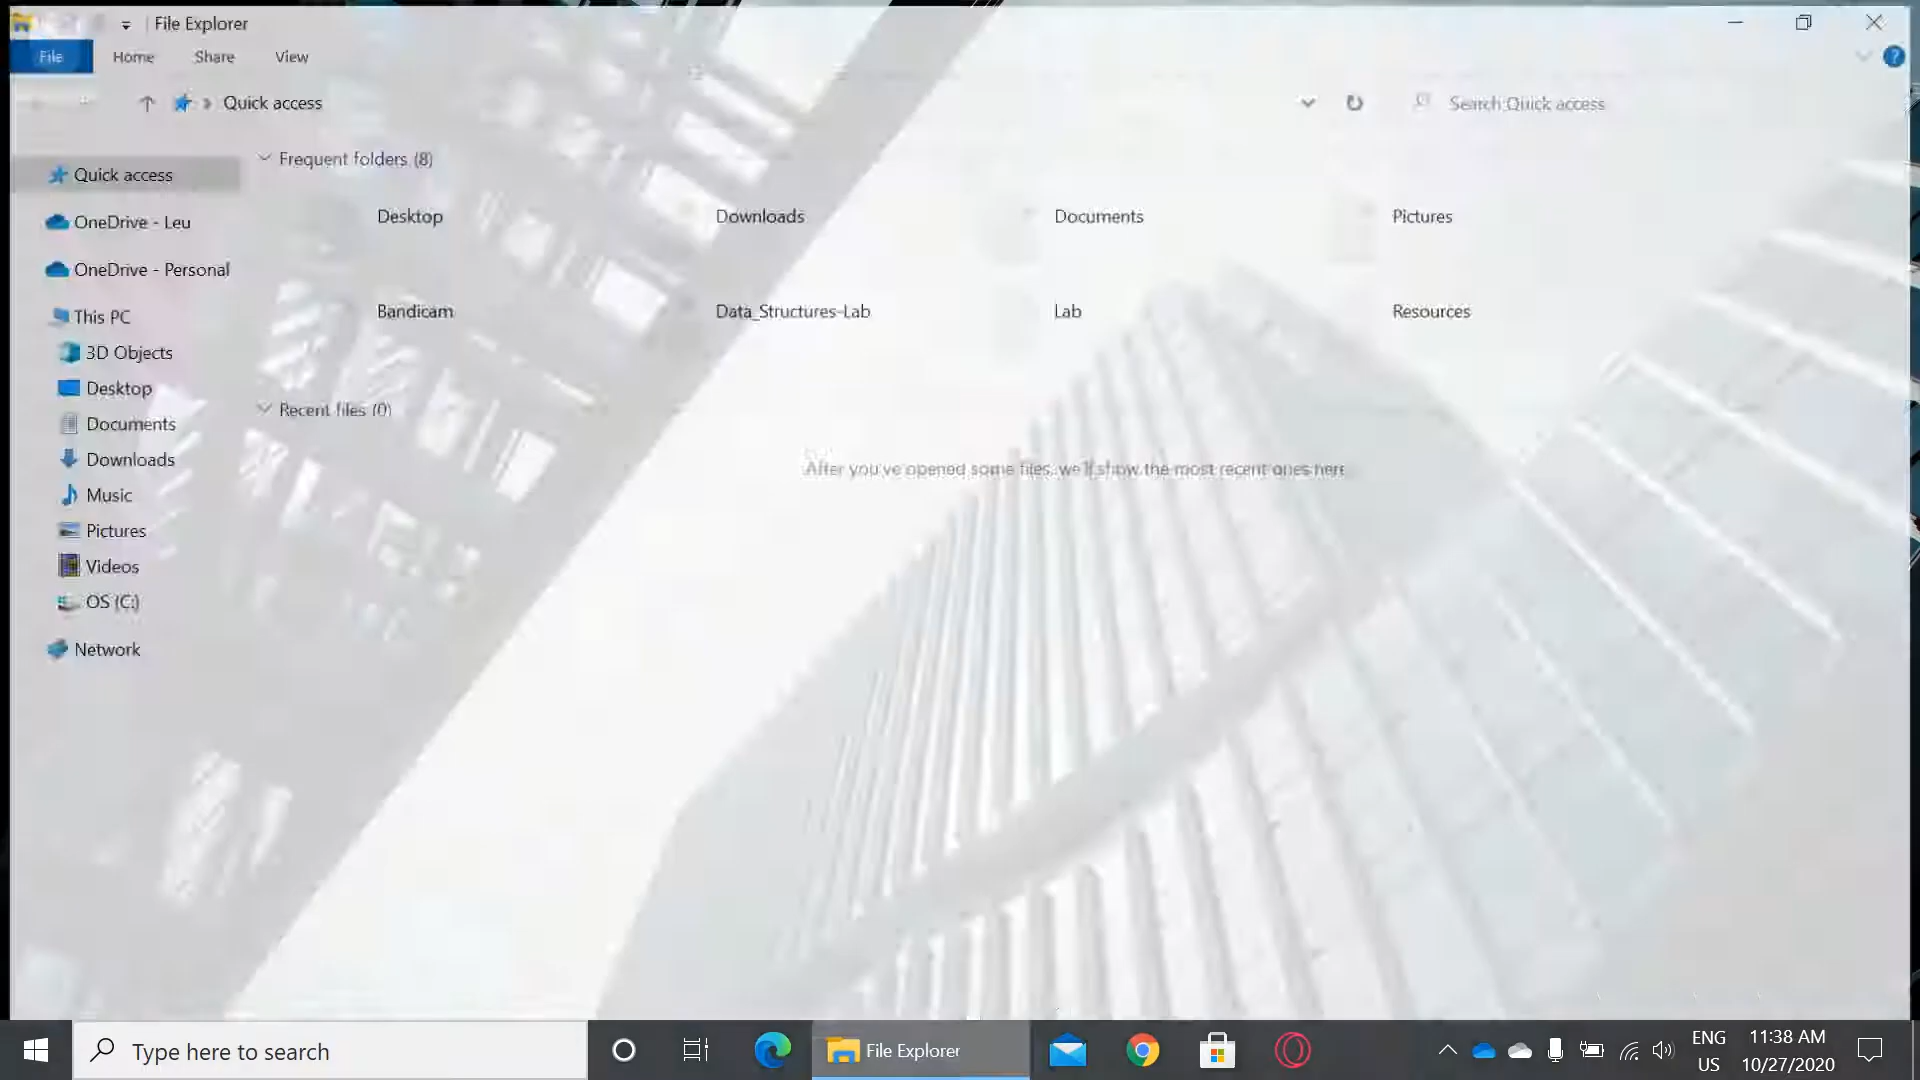 File Explorer
File Home Share View
Quick access
Search Quick access
Quick access
OneDrive - Leu
OneDrive - Personal
This PC
3D Objects
Desktop
Documents
Downloads
Music
Pictures
Videos
OS (C:)
Network
Frequent folders (8)
Desktop Downloads Documents Pictures
Bandicam Data_Structures-Lab Lab Resources
Recent files (0)
After you've opened some files, we'll show the most recent ones here
Type here to search
File Explorer
ENG
US
11:38 AM
10/27/2020